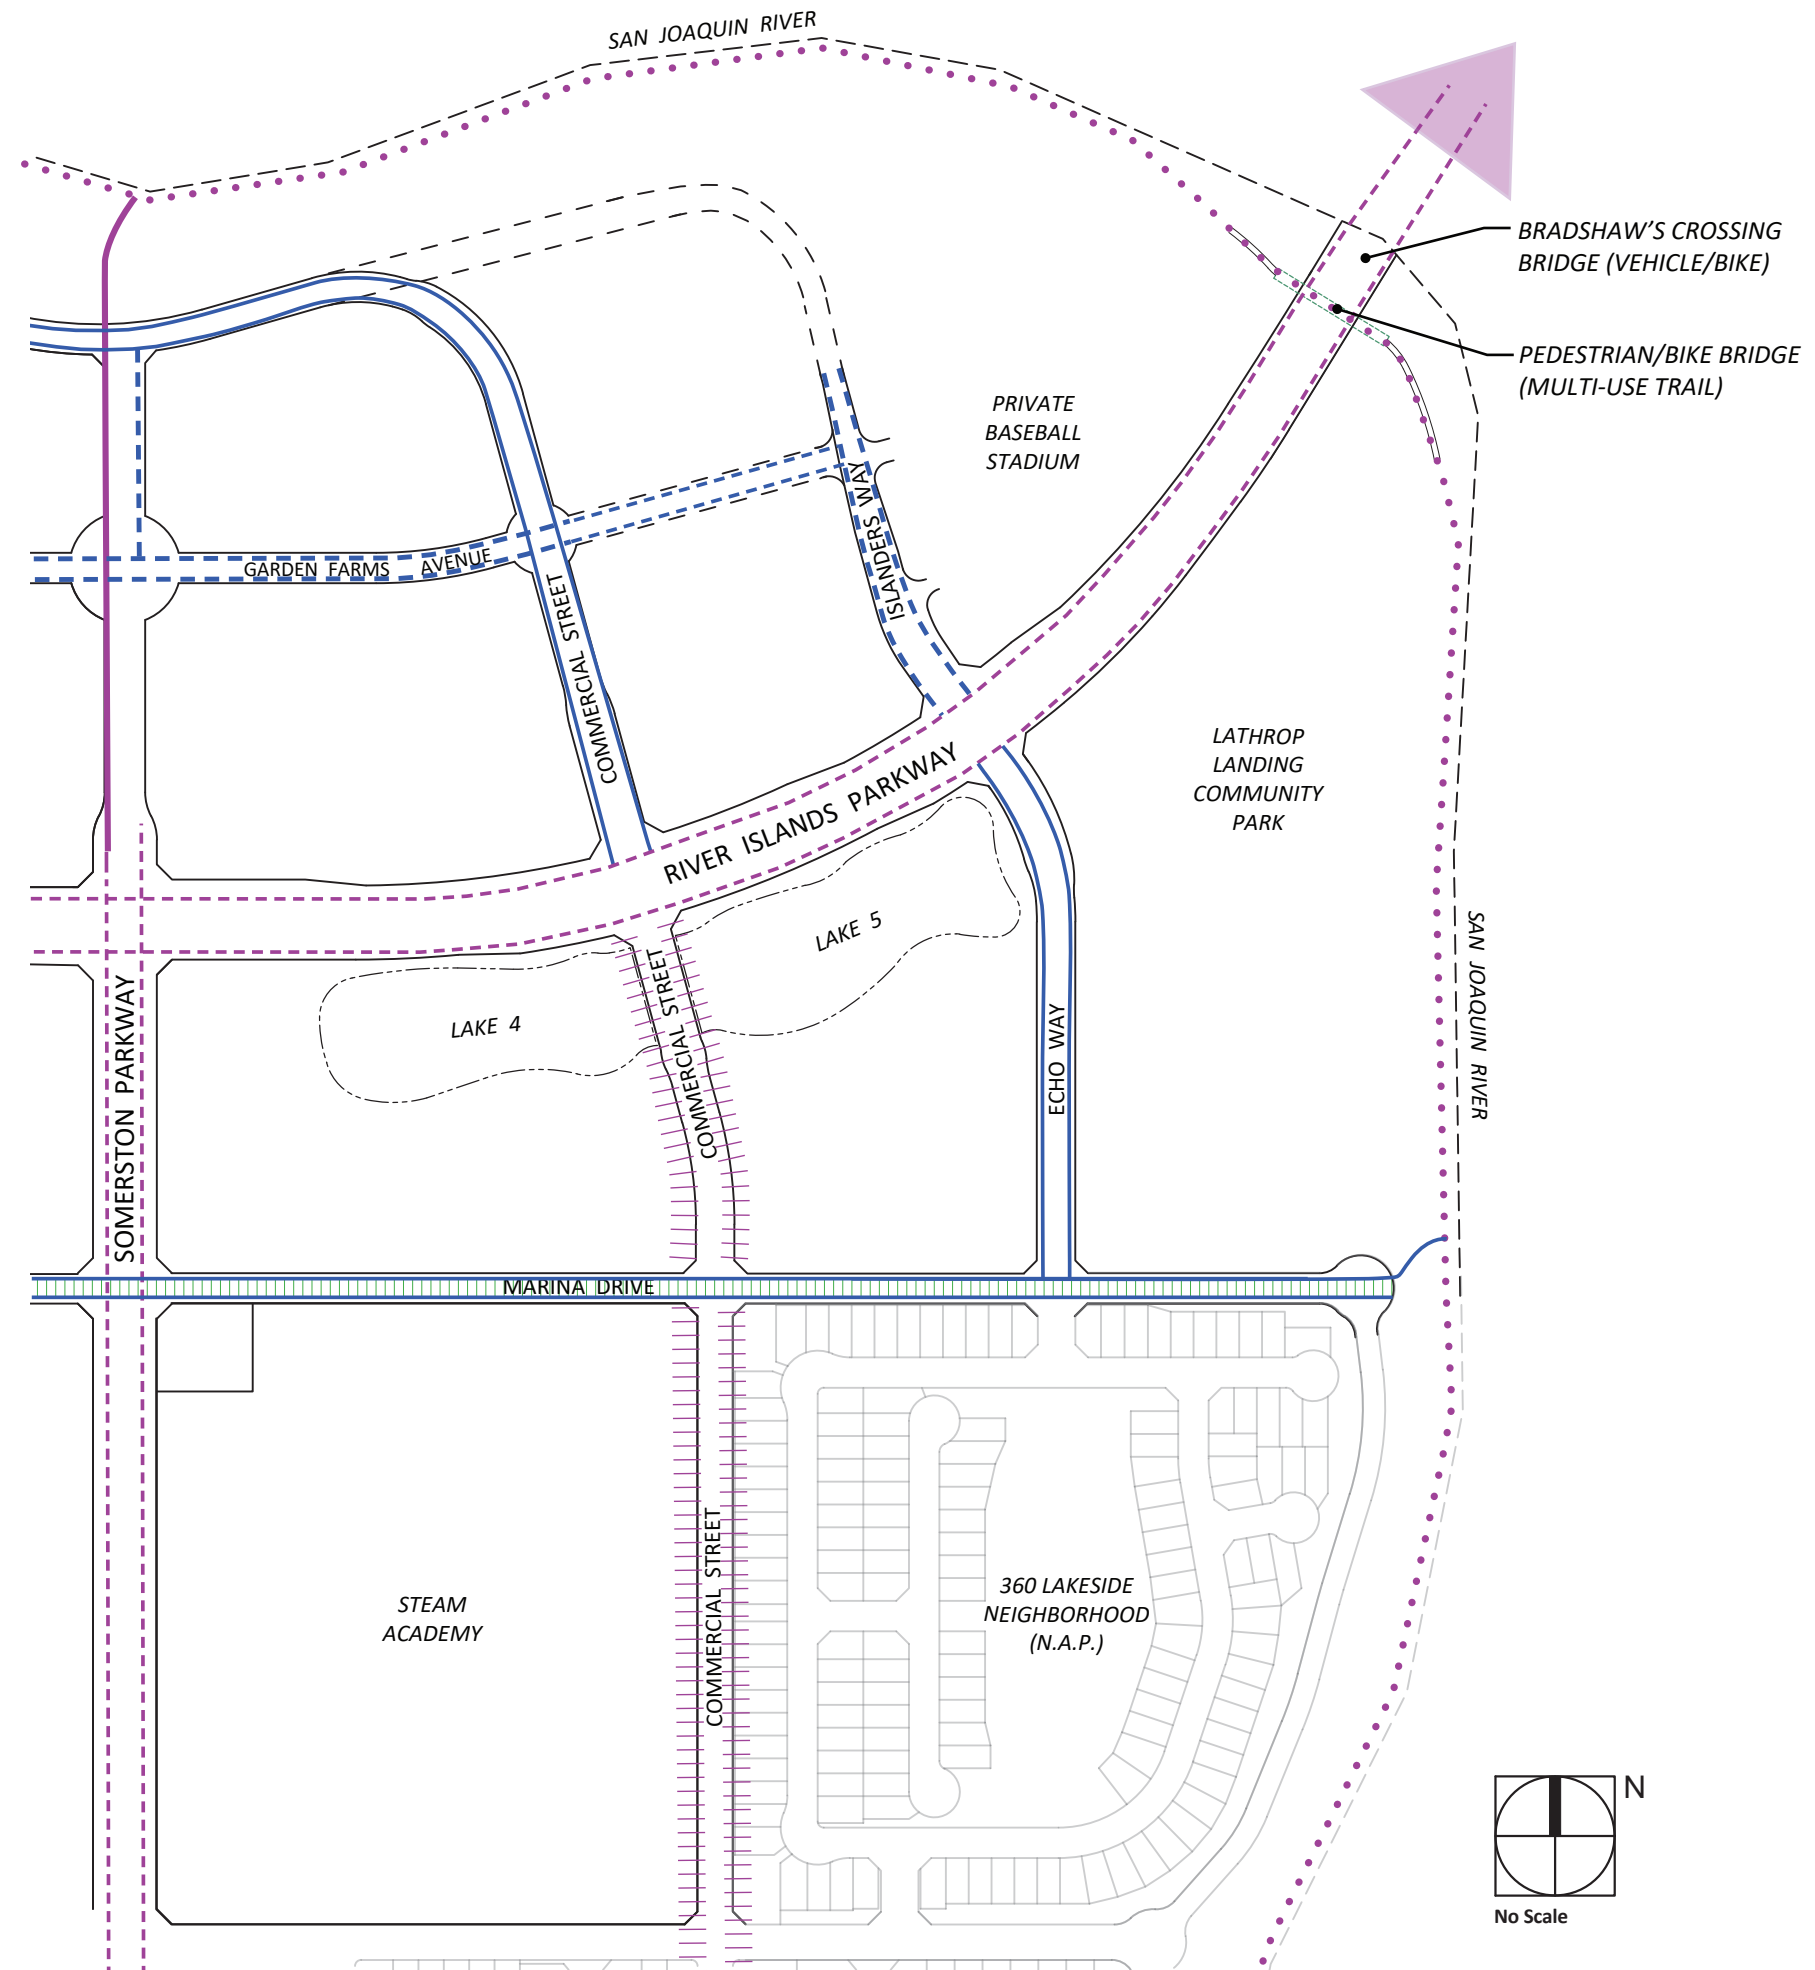 SAN JOAQUIN RIVER
BRADSHAW'S CROSSING
BRIDGE (VEHICLE/BIKE)
PEDESTRIAN/BIKE BRIDGE
(MULTI-USE TRAIL)
PRIVATE
BASEBALL
STADIUM
ISLANDERS WAY
GARDEN FARMS AVENUE
COMMERCIAL STREET
RIVER ISLANDS PARKWAY
LATHROP
LANDING
COMMUNITY
PARK
LAKE 5
LAKE 4
COMMERCIAL STREET
SAN JOAQUIN RIVER
SOMERSTON PARKWAY
ECHO WAY
MARINA DRIVE
COMMERCIAL STREET
STEAM
ACADEMY
360 LAKESIDE
NEIGHBORHOOD
(N.A.P.)
N
No Scale